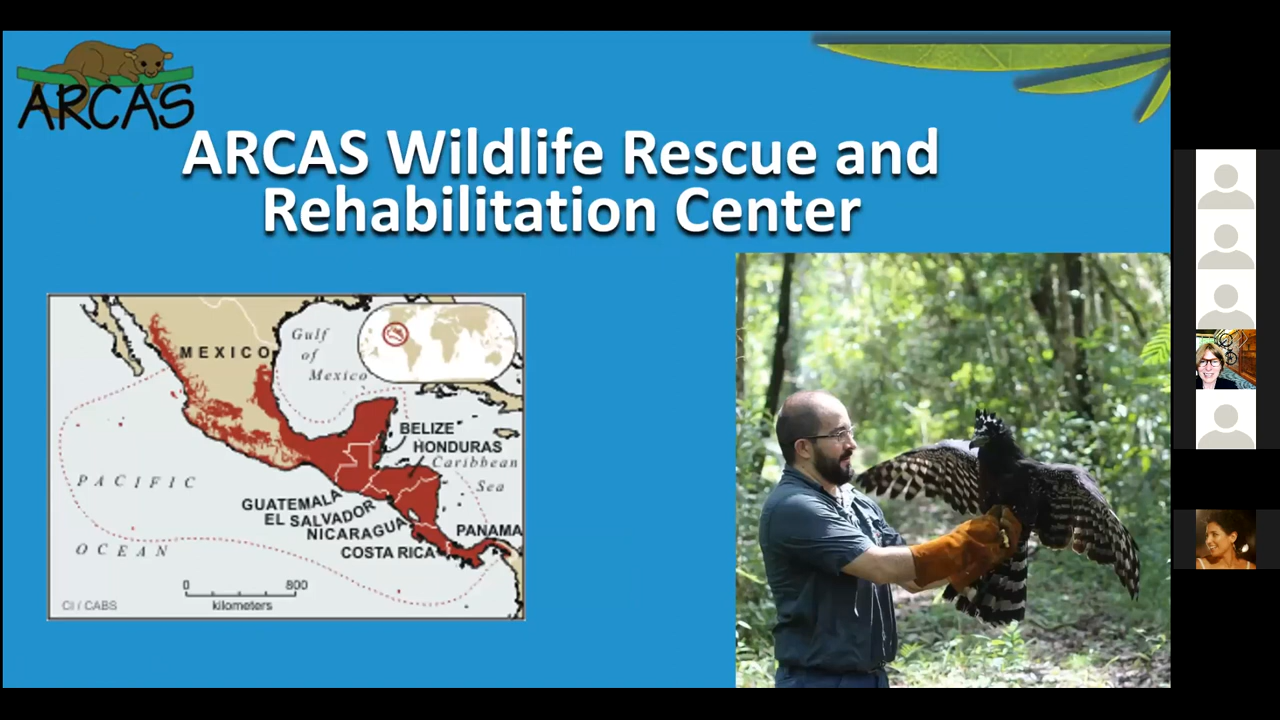 ARCAS
ARCAS Wildlife Rescue and
Rehabilitation Center
MEXICO
Gulf
of
Mexico
BELIZE
HONDURAS
Caribbean
Sea
PACIFIC
OCEAN
GUATEMALA
EL SALVADOR
NICARAGUA
COSTA RICA
PANAMA
0 800
kilometers
CI / CABS